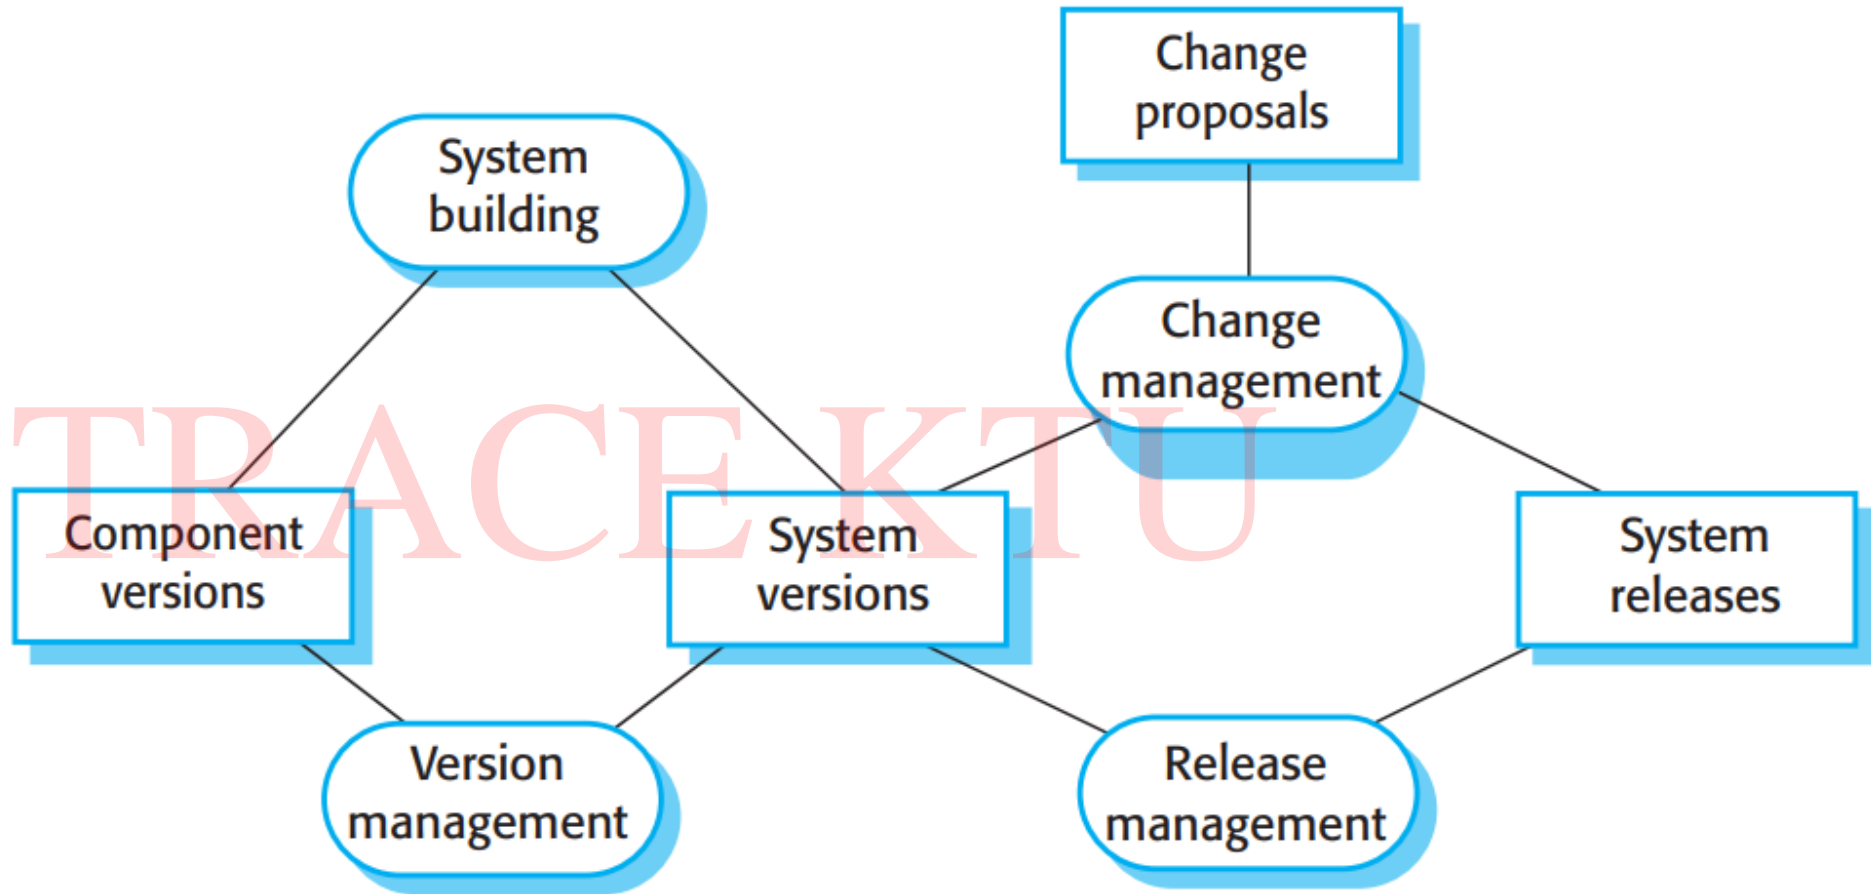 Change
proposals
System
building
Change
management
TRACE KTU
Component
versions
System
versions
System
releases
Version
management
Release
management